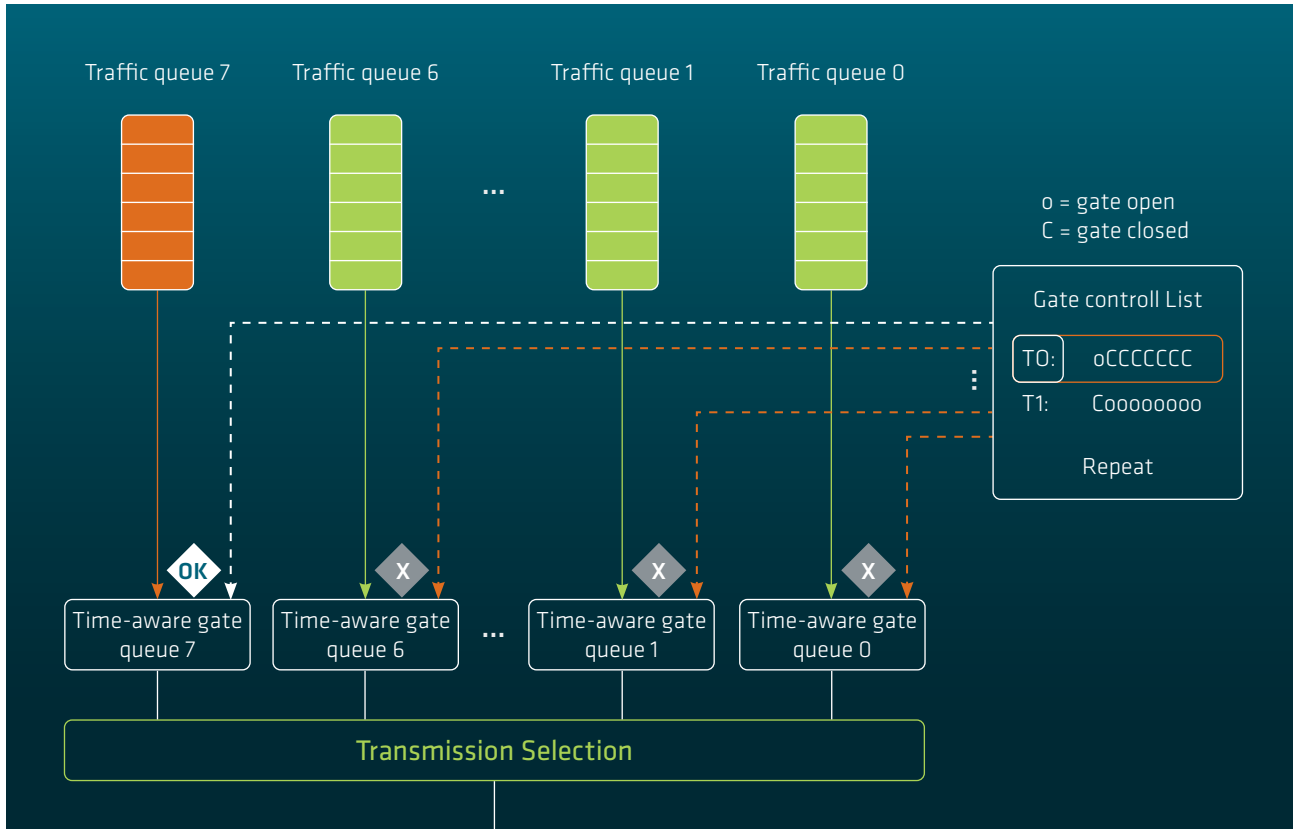 Traffic queue 7
Traffic queue 6
Traffic queue 1
Traffic queue 0
...
o = gate open
C = gate closed
Gate controll List
T0: oCCCCCCC
...
T1: Coooooooo
Repeat
OK
X
X
X
Time-aware gate
queue 7
Time-aware gate
queue 6
...
Time-aware gate
queue 1
Time-aware gate
queue 0
Transmission Selection